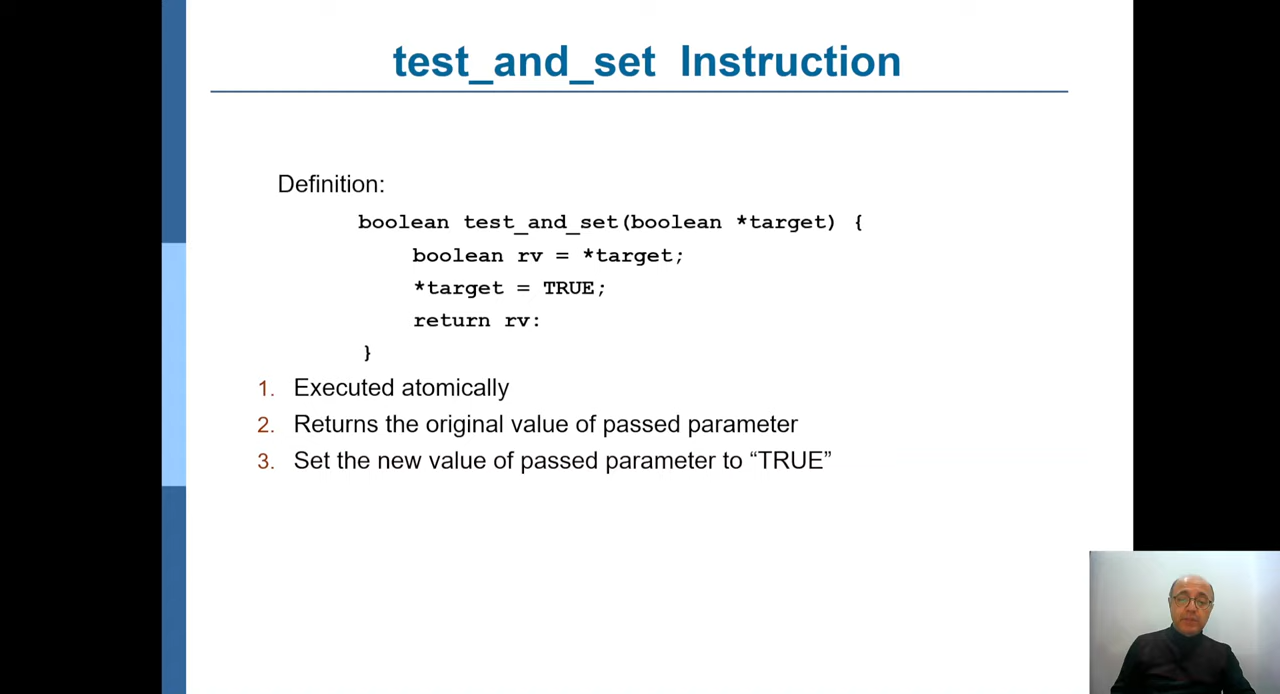 test_and_set Instruction
Definition:
boolean test_and_set(boolean *target) {
boolean rv = *target;
*target = TRUE;
return rv:
}
1. Executed atomically
2. Returns the original value of passed parameter
3. Set the new value of passed parameter to “TRUE”